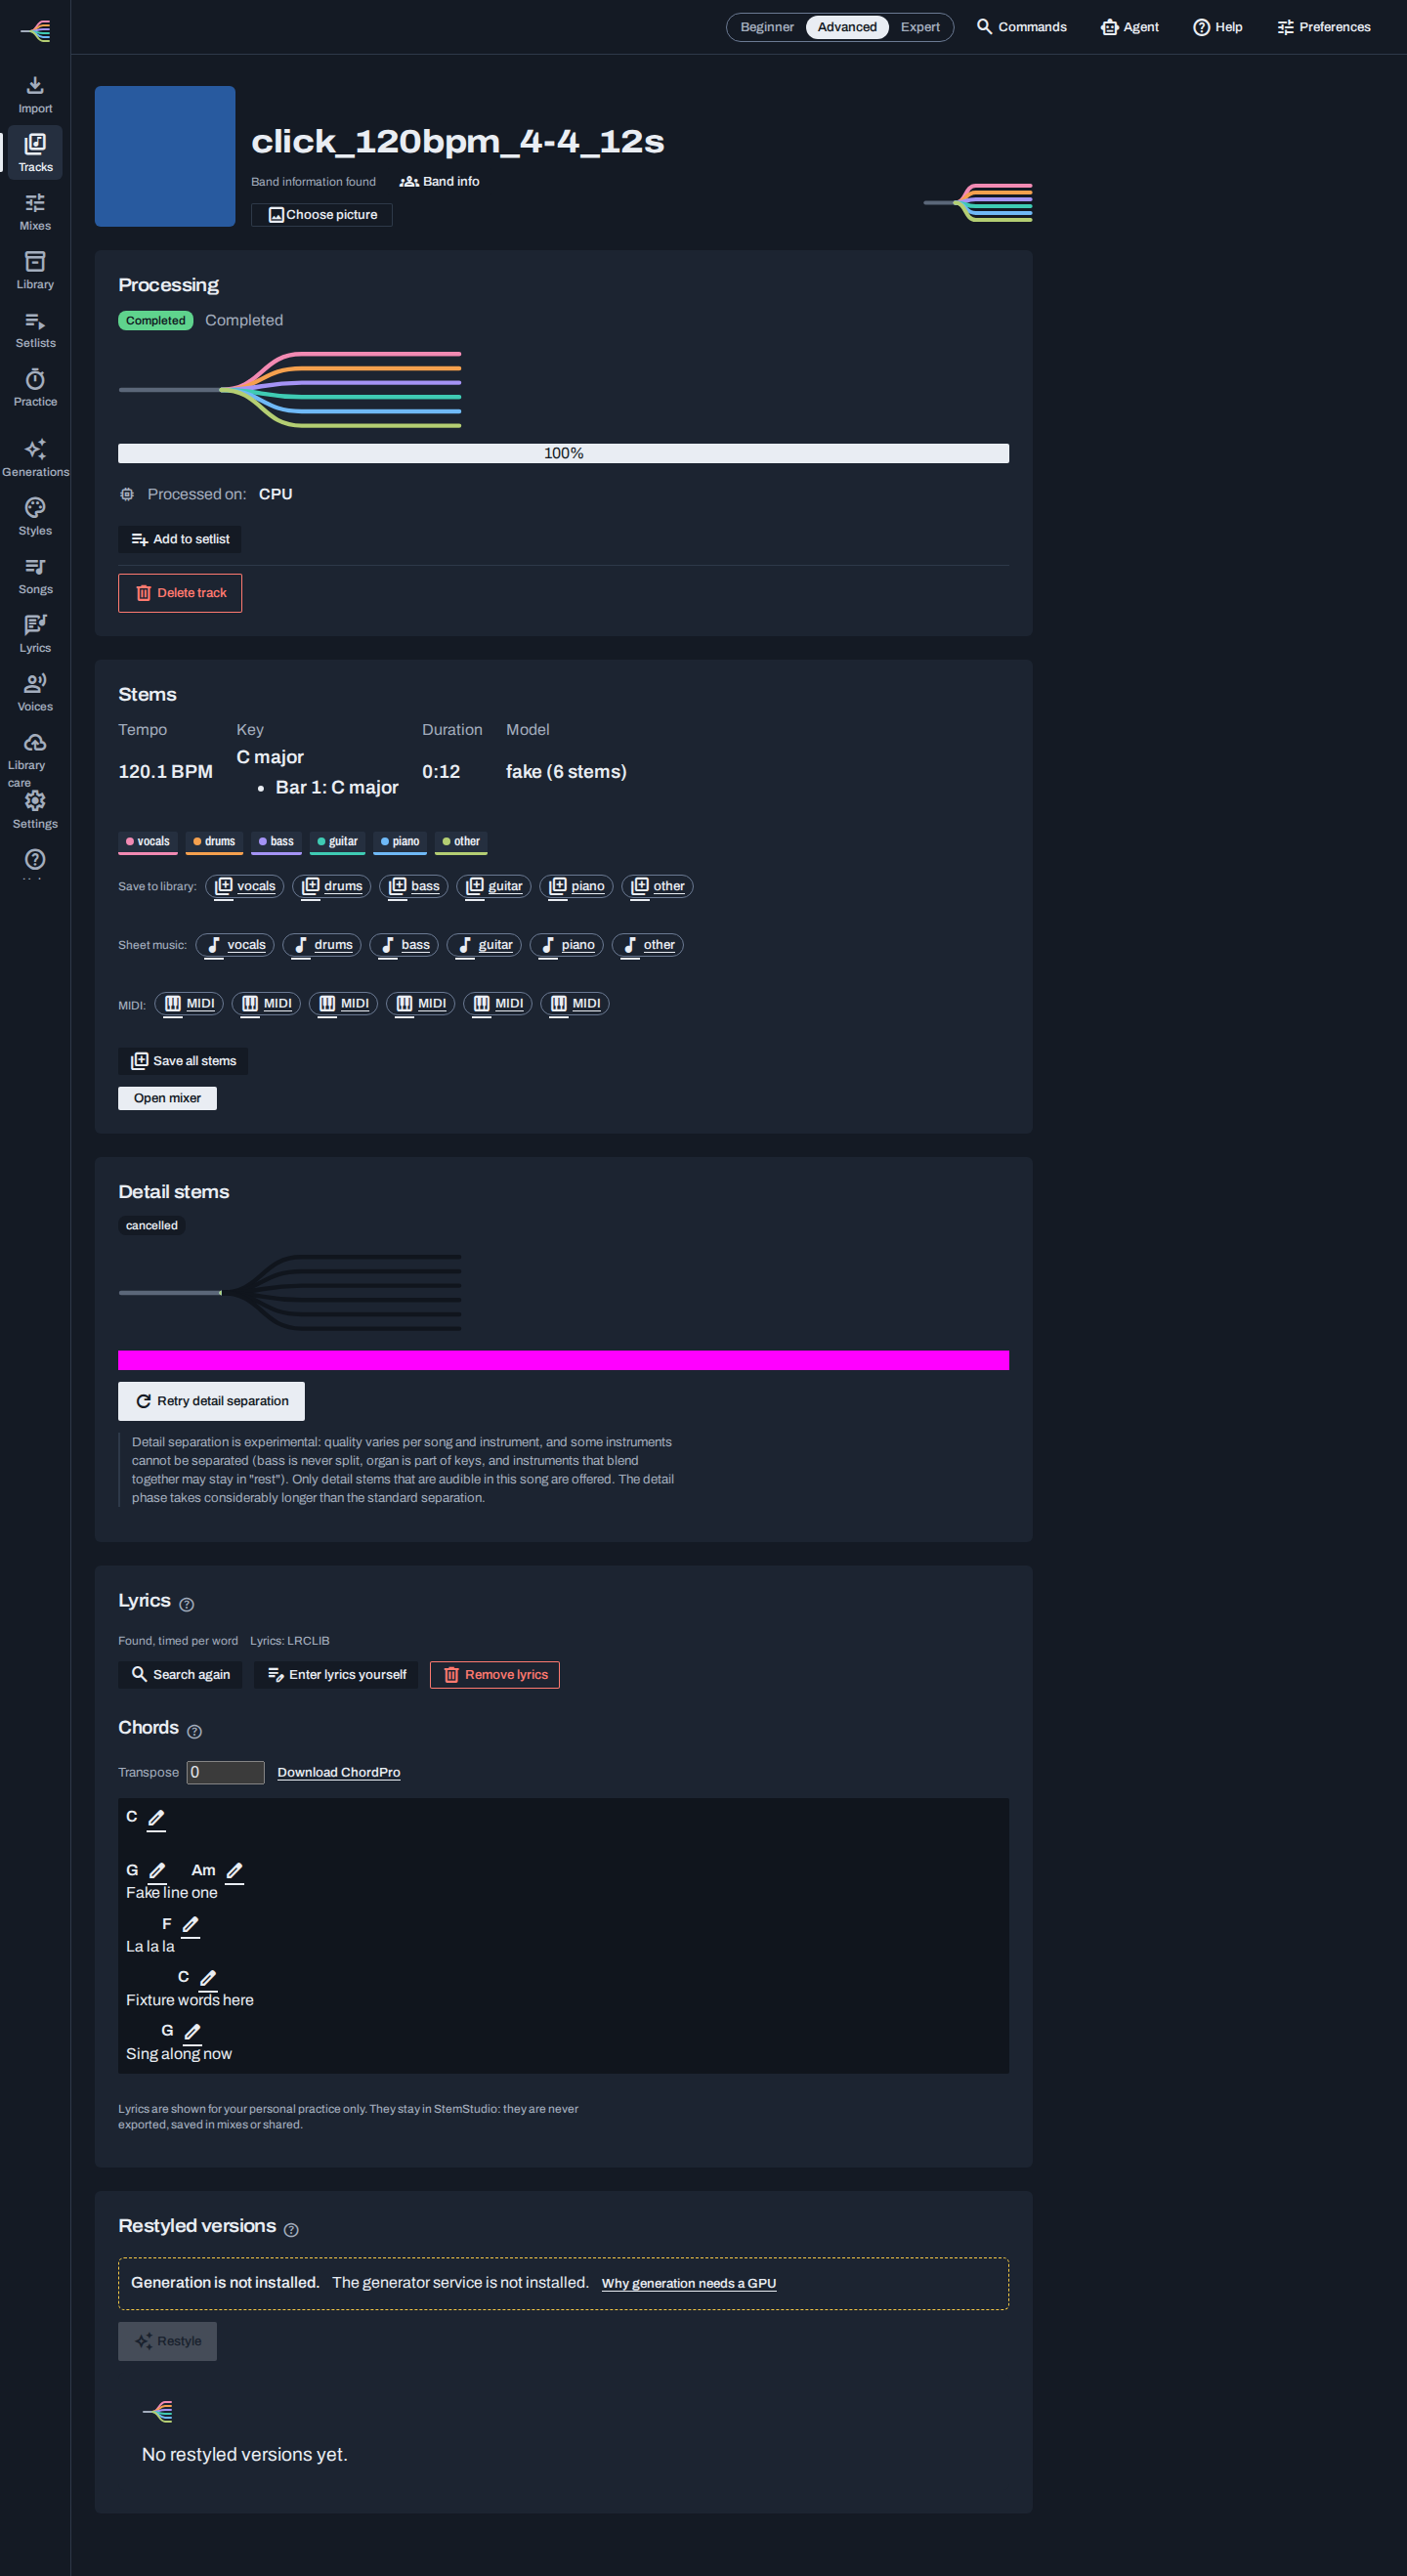 Beginner Advanced Expert Commands Agent Help Preferences
Import
Tracks
Mixes
Library
Setlists
Practice
Generations
Styles
Songs
Lyrics
Voices
Library
care
Settings
click_120bpm_4-4_12s
Band information found Band info
Choose picture
Processing
Completed Completed
100%
Processed on: CPU
Add to setlist
Delete track
Stems
Tempo Key Duration Model
120.1 BPM C major 0:12 fake (6 stems)
• Bar 1: C major
vocals drums bass guitar piano other
Save to library: vocals drums bass guitar piano other
Sheet music: vocals drums bass guitar piano other
MIDI: MIDI MIDI MIDI MIDI MIDI MIDI
Save all stems
Open mixer
Detail stems
cancelled
Retry detail separation
Detail separation is experimental: quality varies per song and instrument, and some instruments
cannot be separated (bass is never split, organ is part of keys, and instruments that blend
together may stay in "rest"). Only detail stems that are audible in this song are offered. The detail
phase takes considerably longer than the standard separation.
Lyrics
Found, timed per word Lyrics: LRCLIB
Search again Enter lyrics yourself Remove lyrics
Chords
Transpose 0 Download ChordPro
C
G Am
Fake line one
F
La la la
C
Fixture words here
G
Sing along now
Lyrics are shown for your personal practice only. They stay in StemStudio: they are never
exported, saved in mixes or shared.
Restyled versions
Generation is not installed. The generator service is not installed. Why generation needs a GPU
Restyle
No restyled versions yet.